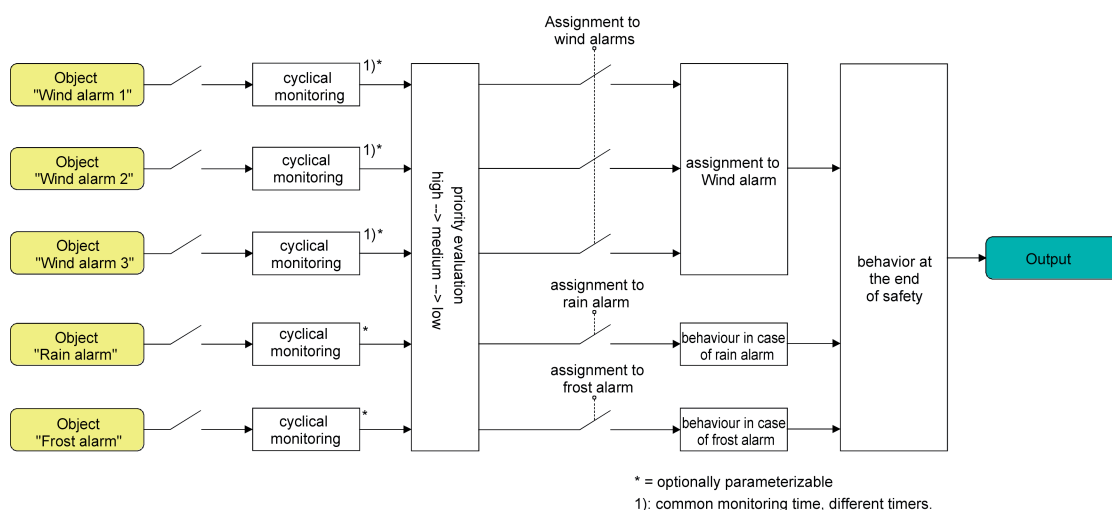 Assignment to
wind alarms
Object
"Wind alarm 1"
cyclical
monitoring
1)*
Object
"Wind alarm 2"
cyclical
monitoring
1)*
Object
"Wind alarm 3"
cyclical
monitoring
1)*
Object
"Rain alarm"
cyclical
monitoring
*
Object
"Frost alarm"
cyclical
monitoring
*
priority evaluation
high --> medium --> low
assignment to
Wind alarm
assignment to
rain alarm
behaviour in case
of rain alarm
assignment to
frost alarm
behaviour in case
of frost alarm
behavior at
the end
of safety
Output
* = optionally parameterizable
1): common monitoring time, different timers.